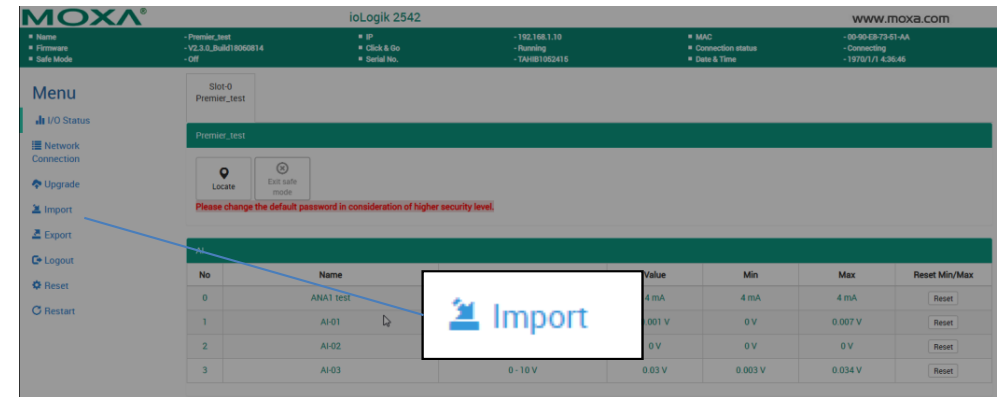 MOXA®
ioLogik 2542
www.moxa.com
Name - Premier_test
Firmware - V2.3.0_Build18060814
Safe Mode - Off
IP - 192.168.1.10
Click & Go - Running
Serial No. - TAHIB1052415
MAC - 00-90-E8-73-51-AA
Connection status - Connecting
Date & Time - 1970/1/1 4:36:46
Menu
I/O Status
Network
Connection
Upgrade
Import
Export
Logout
Reset
Restart
Slot-0
Premier_test
Premier_test
Locate
Exit safe
mode
Please change the default password in consideration of higher security level.
AI
No Name Value Min Max Reset Min/Max
0 ANA1 test 4 mA 4 mA 4 mA Reset
1 AI-01 0.001 V 0 V 0.007 V Reset
2 AI-02 0 V 0 V 0 V Reset
3 AI-03 0 - 10 V 0.03 V 0.003 V 0.034 V Reset
Import